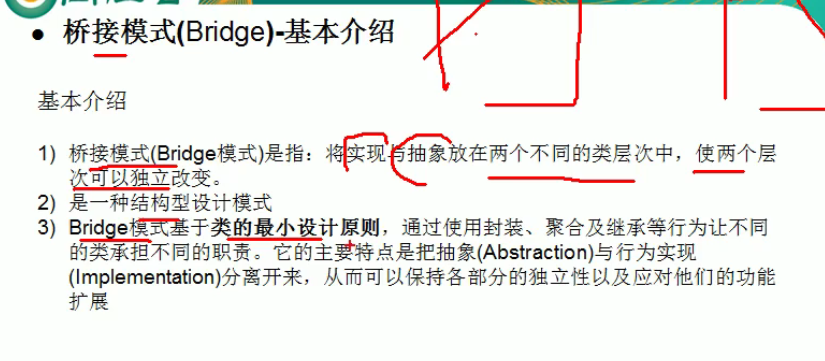 ● 桥接模式(Bridge)-基本介绍
基本介绍
1) 桥接模式(Bridge模式)是指：将实现与抽象放在两个不同的类层次中，使两个层
次可以独立改变。
2) 是一种结构型设计模式
3) Bridge模式基于类的最小设计原则，通过使用封装、聚合及继承等行为让不同
的类承担不同的职责。它的主要特点是把抽象(Abstraction)与行为实现
(Implementation)分离开来，从而可以保持各部分的独立性以及应对他们的功能
扩展